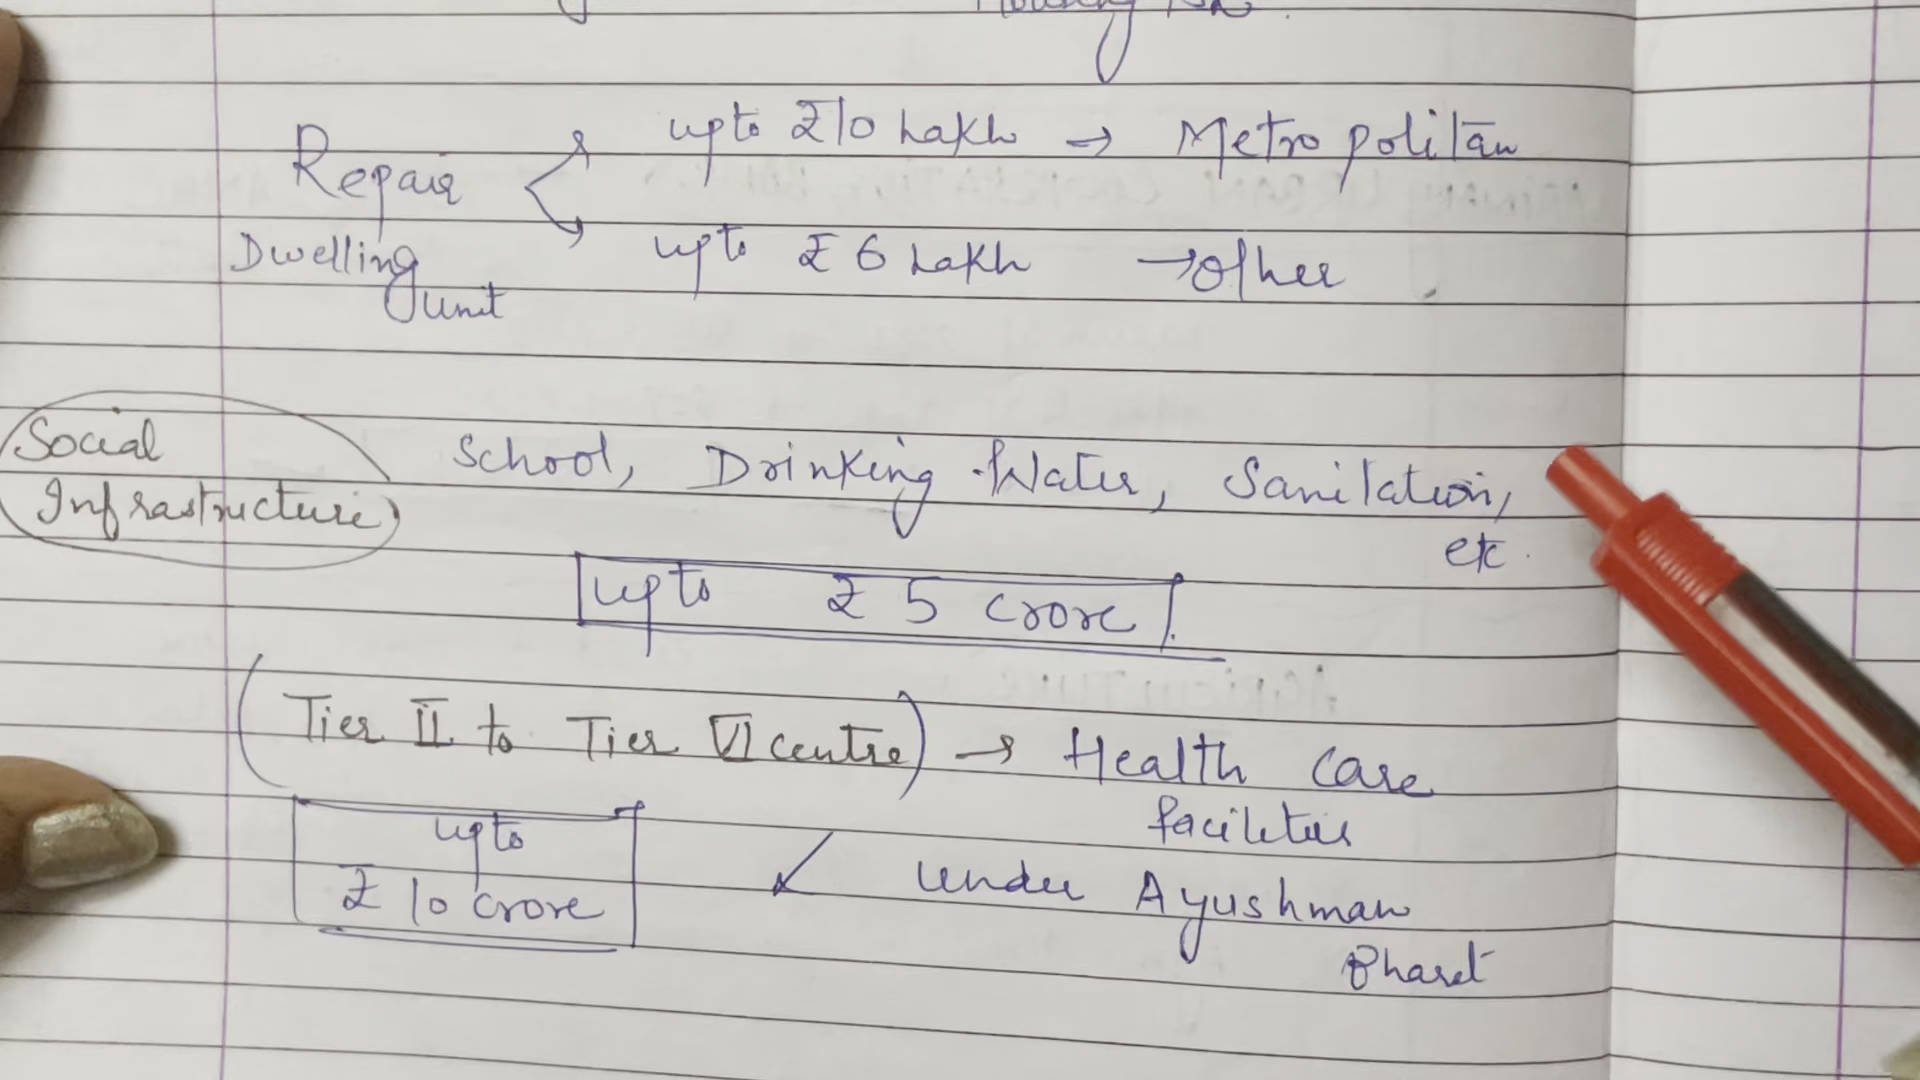 Repair
Dwelling
unit
upto ₹10 Lakh → Metropolitan
upto ₹ 6 Lakh → Other
Social
Infrastructure
School, Drinking Water, Sanitation,
etc.
upto ₹ 5 crore
(Tier II to Tier VI centre) → Health Care
facilities
under Ayushman
Bharat
upto
₹ 10 crore